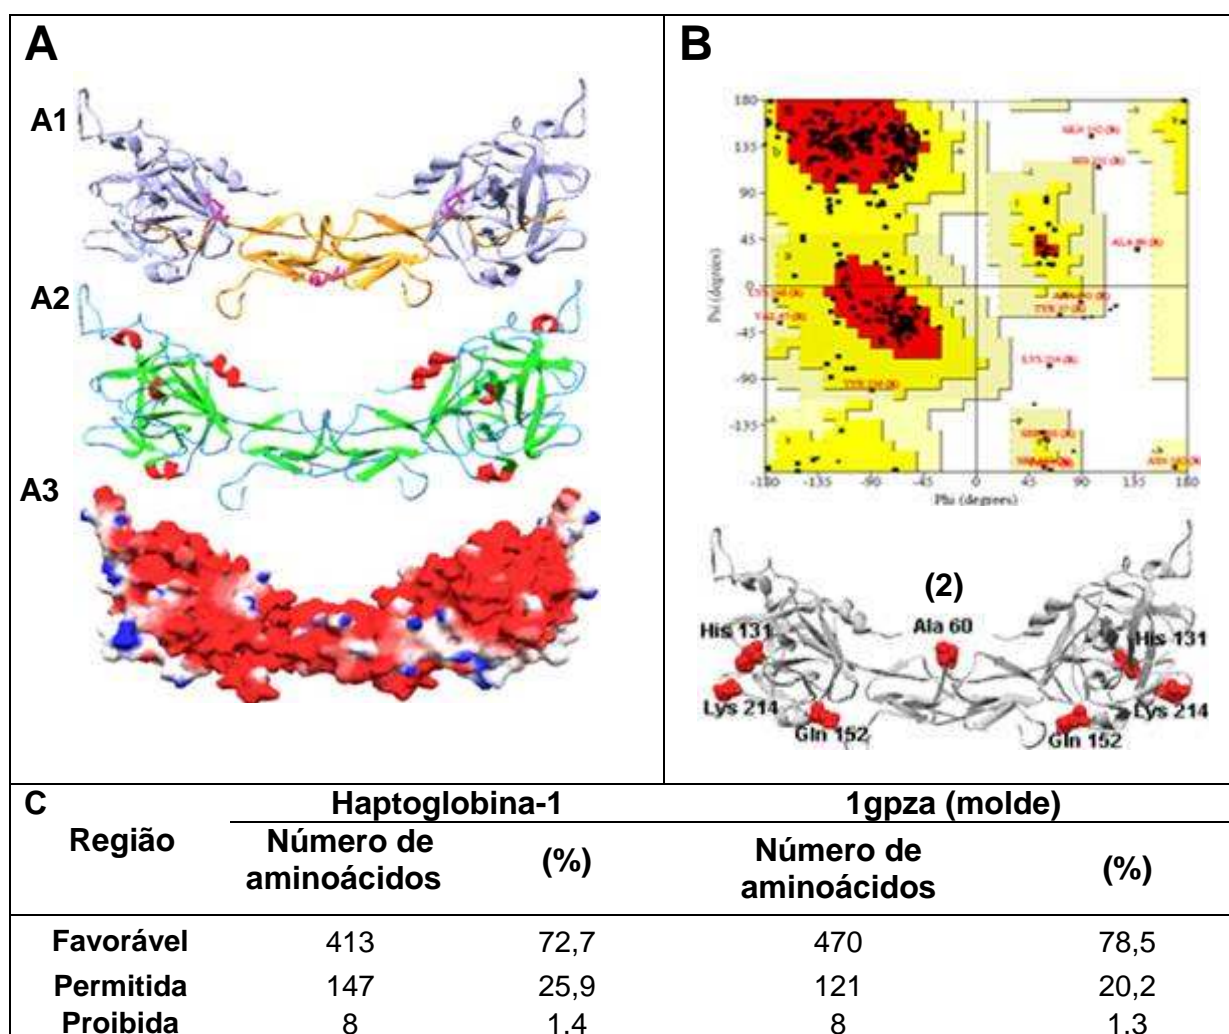 A
A1
A2
A3
B
180
135
90
45
0
-45
-90
-135
Psi (degrees)
-180
-135
-90
-45
0
45
90
135
180
Phi (degrees)
(2)
Ala 60
His 131
His 131
Lys 214
Lys 214
Gln 152
Gln 152
C
Haptoglobina-1
1gpza (molde)
Região
Número de
aminoácidos
(%)
Número de
aminoácidos
(%)
Favorável 413 72,7 470 78,5
Permitida 147 25,9 121 20,2
Proibida 8 1,4 8 1,3